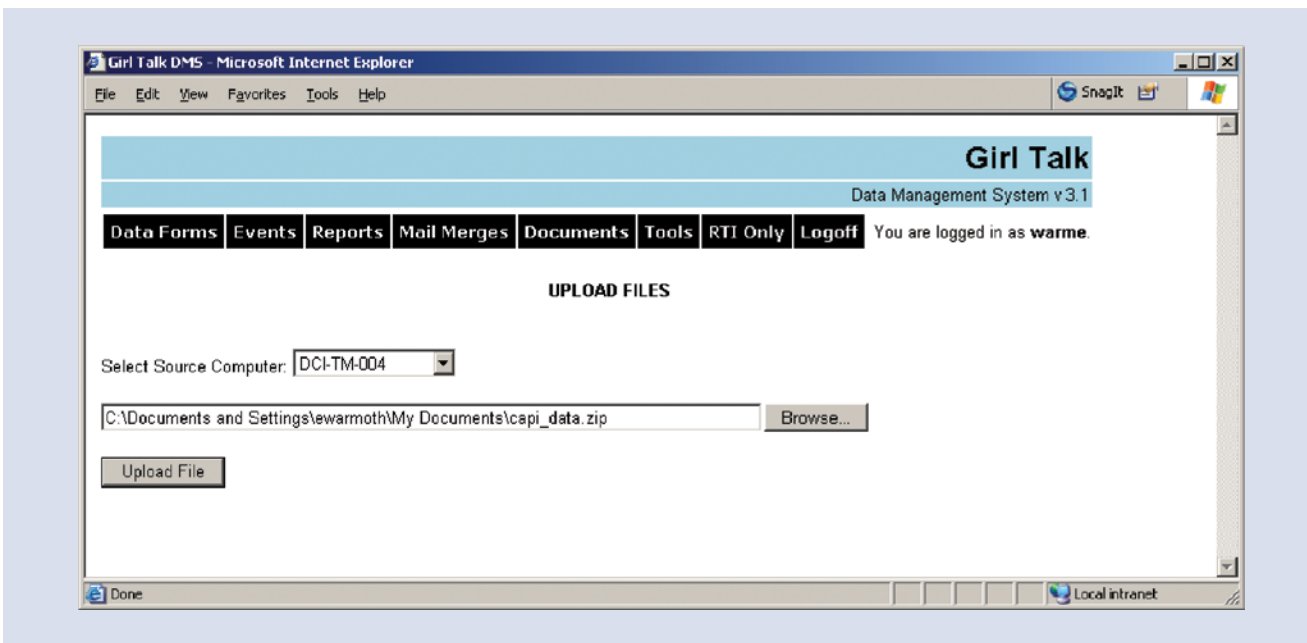 Girl Talk DMS - Microsoft Internet Explorer
File Edit View Favorites Tools Help
SnagIt
Girl Talk
Data Management System v 3.1
Data Forms Events Reports Mail Merges Documents Tools RTI Only Logoff You are logged in as warme.
UPLOAD FILES
Select Source Computer: DCI-TM-004
C:\Documents and Settings\ewarmoth\My Documents\capi_data.zip Browse...
Upload File
Done Local intranet